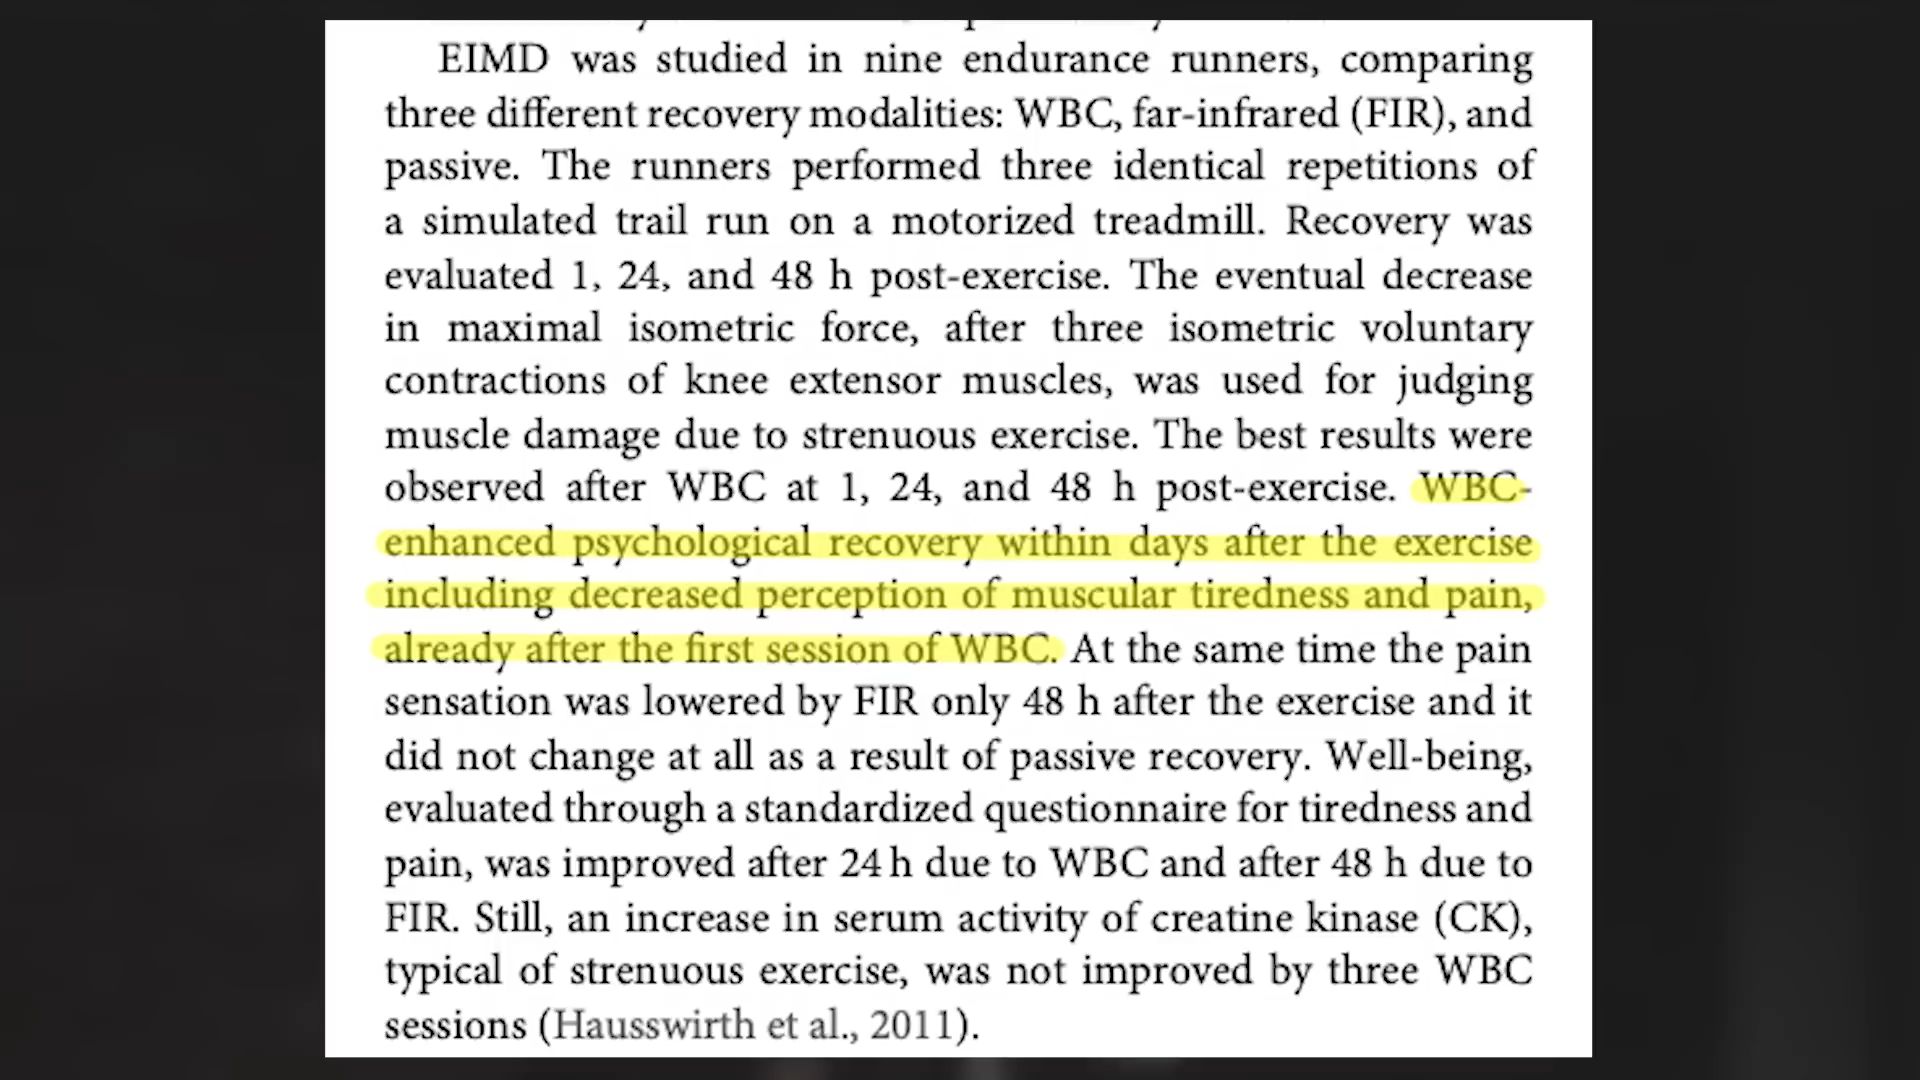 EIMD was studied in nine endurance runners, comparing
three different recovery modalities: WBC, far-infrared (FIR), and
passive. The runners performed three identical repetitions of
a simulated trail run on a motorized treadmill. Recovery was
evaluated 1, 24, and 48 h post-exercise. The eventual decrease
in maximal isometric force, after three isometric voluntary
contractions of knee extensor muscles, was used for judging
muscle damage due to strenuous exercise. The best results were
observed after WBC at 1, 24, and 48 h post-exercise. WBC-
enhanced psychological recovery within days after the exercise
including decreased perception of muscular tiredness and pain,
already after the first session of WBC. At the same time the pain
sensation was lowered by FIR only 48 h after the exercise and it
did not change at all as a result of passive recovery. Well-being,
evaluated through a standardized questionnaire for tiredness and
pain, was improved after 24 h due to WBC and after 48 h due to
FIR. Still, an increase in serum activity of creatine kinase (CK),
typical of strenuous exercise, was not improved by three WBC
sessions (Hausswirth et al., 2011).